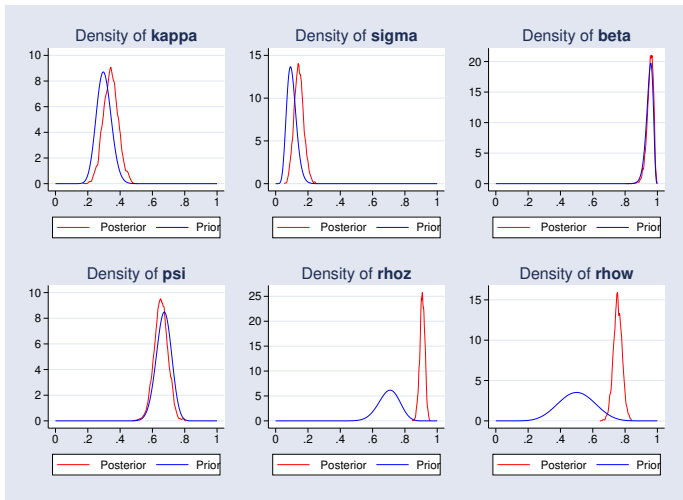 Density of kappa
10
8
6
4
2
0
0 .2 .4 .6 .8 1
Posterior Prior
Density of sigma
15
10
5
0
0 .2 .4 .6 .8 1
Posterior Prior
Density of beta
20
15
10
5
0
0 .2 .4 .6 .8 1
Posterior Prior
Density of psi
10
8
6
4
2
0
0 .2 .4 .6 .8 1
Posterior Prior
Density of rhoz
25
20
15
10
5
0
0 .2 .4 .6 .8 1
Posterior Prior
Density of rhow
15
10
5
0
0 .2 .4 .6 .8 1
Posterior Prior